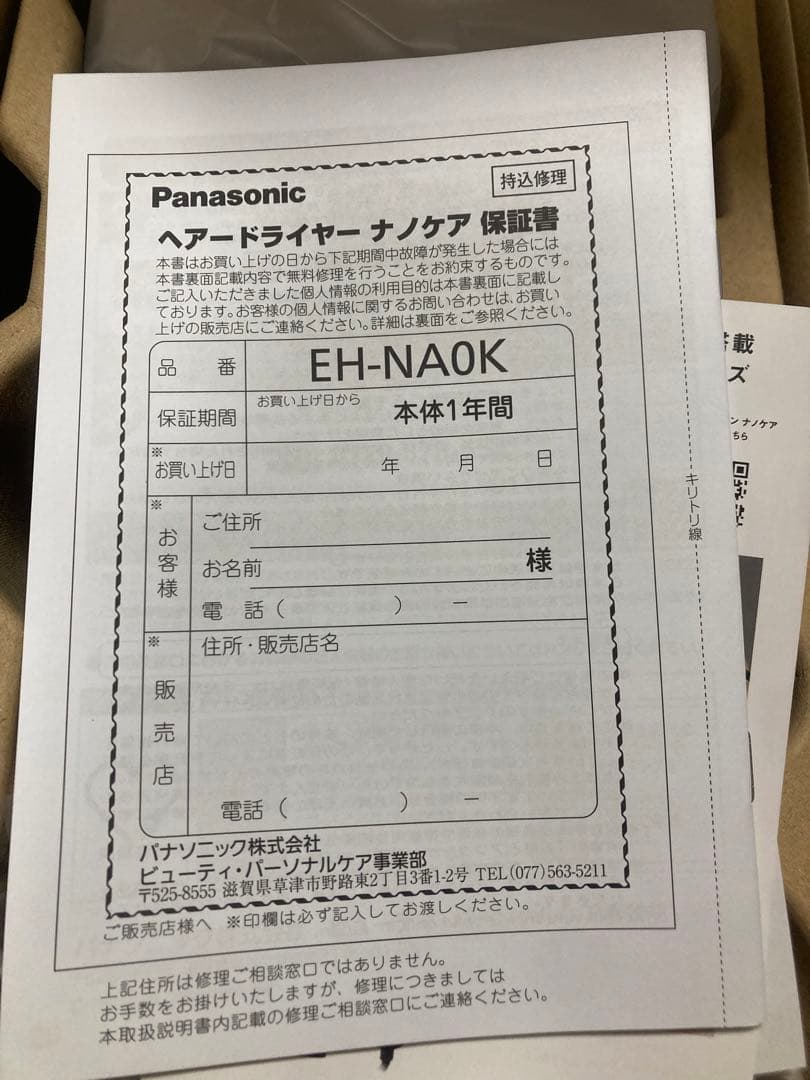 Panasonic
持込修理
ヘアードライヤー ナノケア 保証書
本書はお買い上げの日から下記期間中故障が発生した場合には
本書裏面記載内容で無料修理を行うことをお約束するものです。
ご記入いただきました個人情報の利用目的は本書裏面に記載し
ております。お客様の個人情報に関するお問い合わせは、お買い
上げの販売店にご連絡ください。詳細は裏面をご参照ください。
品 番 EH-NA0K
保証期間 お買い上げ日から 本体1年間
※お買い上げ日 年 月 日
※お客様
ご住所
お名前 様
電 話 ( ) ー
※販売店
住所・販売店名
電話 ( ) ー
パナソニック株式会社
ビューティ・パーソナルケア事業部
〒525-8555 滋賀県草津市野路東2丁目3番1-2号 TEL(077)563-5211
ご販売店様へ ※印欄は必ず記入してお渡しください。
上記住所は修理ご相談窓口ではありません。
お手数をお掛けいたしますが、修理につきましては
本取扱説明書内記載の修理ご相談窓口にご連絡ください。
キリトリ線
載
ズ
ン ナノケア
ちら